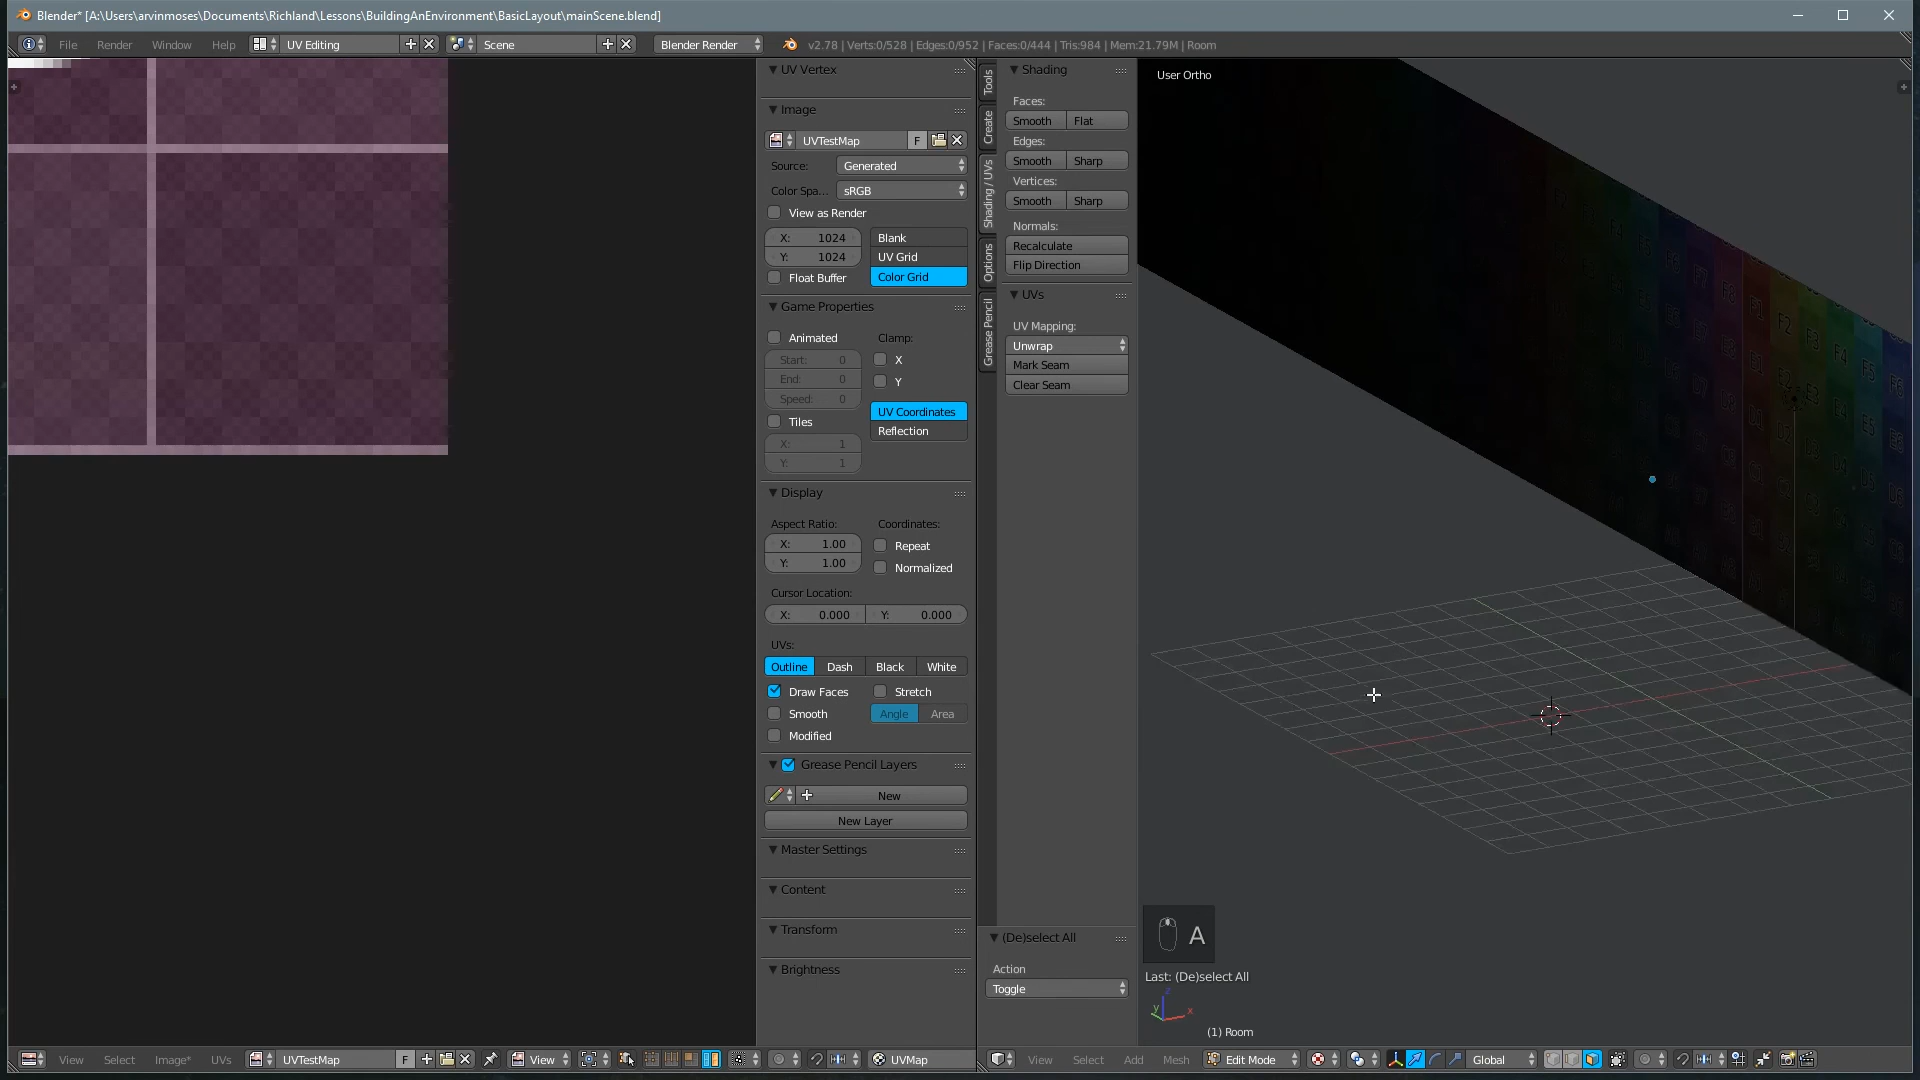 Blender* [A:\Users\arvinmoses\Documents\Richland\Lessons\BuildingAnEnvironment\BasicLayout\mainScene.blend]
File Render Window Help UV Editing Scene Blender Render v2.78 | Verts:0/528 | Edges:0/952 | Faces:0/444 | Tris:984 | Mem:21.79M | Room
UV Vertex
Image
UVTestMap F
Source: Generated
Color Spa... sRGB
View as Render
X: 1024 Blank
Y: 1024 UV Grid
Float Buffer Color Grid
Game Properties
Animated Clamp:
Start: 0 X
End: 0 Y
Speed: 0
Tiles UV Coordinates
X: 1 Reflection
Y: 1
Display
Aspect Ratio: Coordinates:
X: 1.00 Repeat
Y: 1.00 Normalized
Cursor Location:
X: 0.000 Y: 0.000
UVs:
Outline Dash Black White
Draw Faces Stretch
Smooth Angle Area
Modified
Grease Pencil Layers
New
New Layer
Master Settings
Content
Transform
Brightness
Tools
Create
Shading / UVs
Options
Grease Pencil
Shading
Faces:
Smooth Flat
Edges:
Smooth Sharp
Vertices:
Smooth Sharp
Normals:
Recalculate
Flip Direction
UVs
UV Mapping:
Unwrap
Mark Seam
Clear Seam
(De)select All
Action
Toggle
User Ortho
F1 F2 F3 F4 F5 F6
A
Last: (De)select All
z
y x
(1) Room
View Select Image* UVs UVTestMap F View UVMap
View Select Add Mesh Edit Mode Global